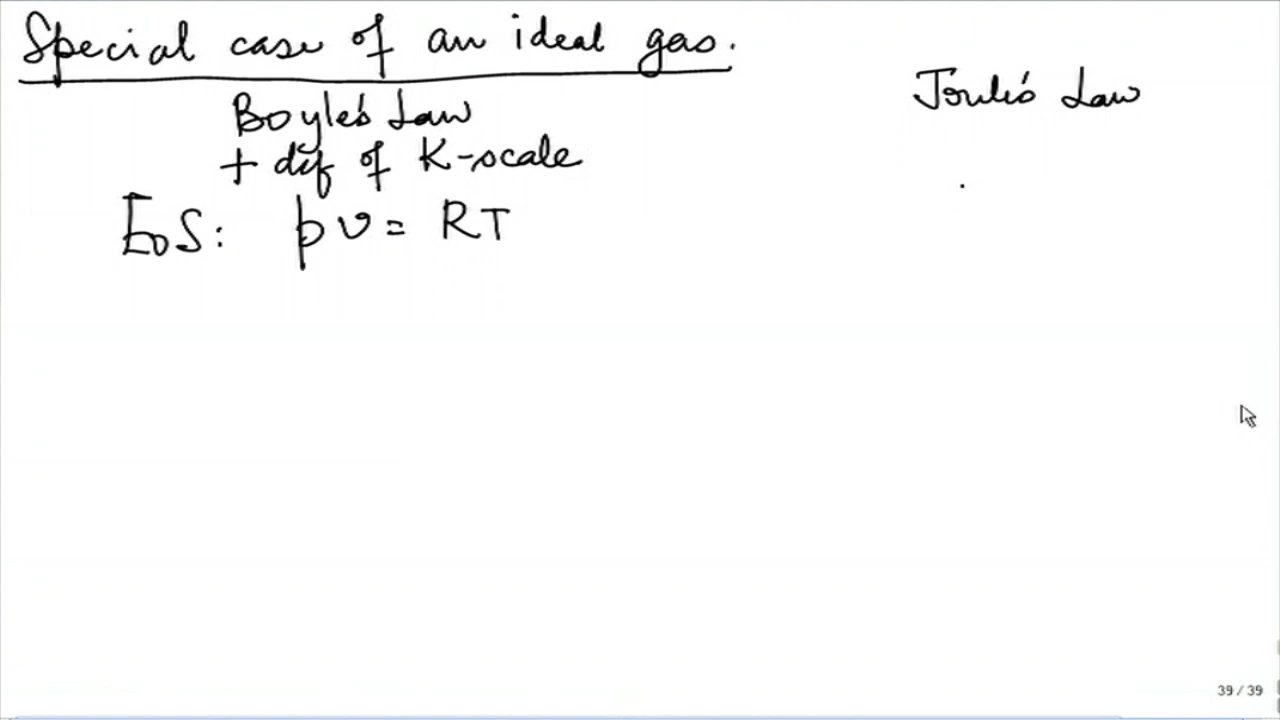 Special case of an ideal gas.
Boyle's Law
+ def of K-scale
EoS: pv = RT
Joule's Law
39 / 39